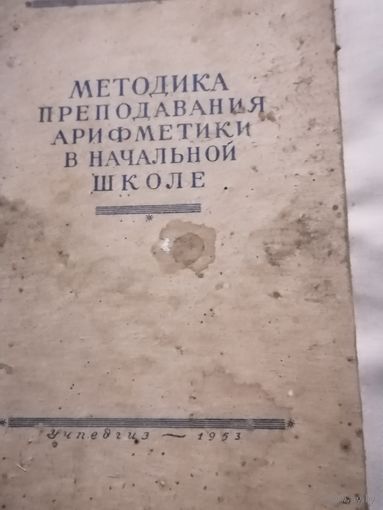 МЕТОДИКА
ПРЕПОДАВАНИЯ
АРИФМЕТИКИ
В НАЧАЛЬНОЙ
ШКОЛЕ
Учпедгиз — 1953